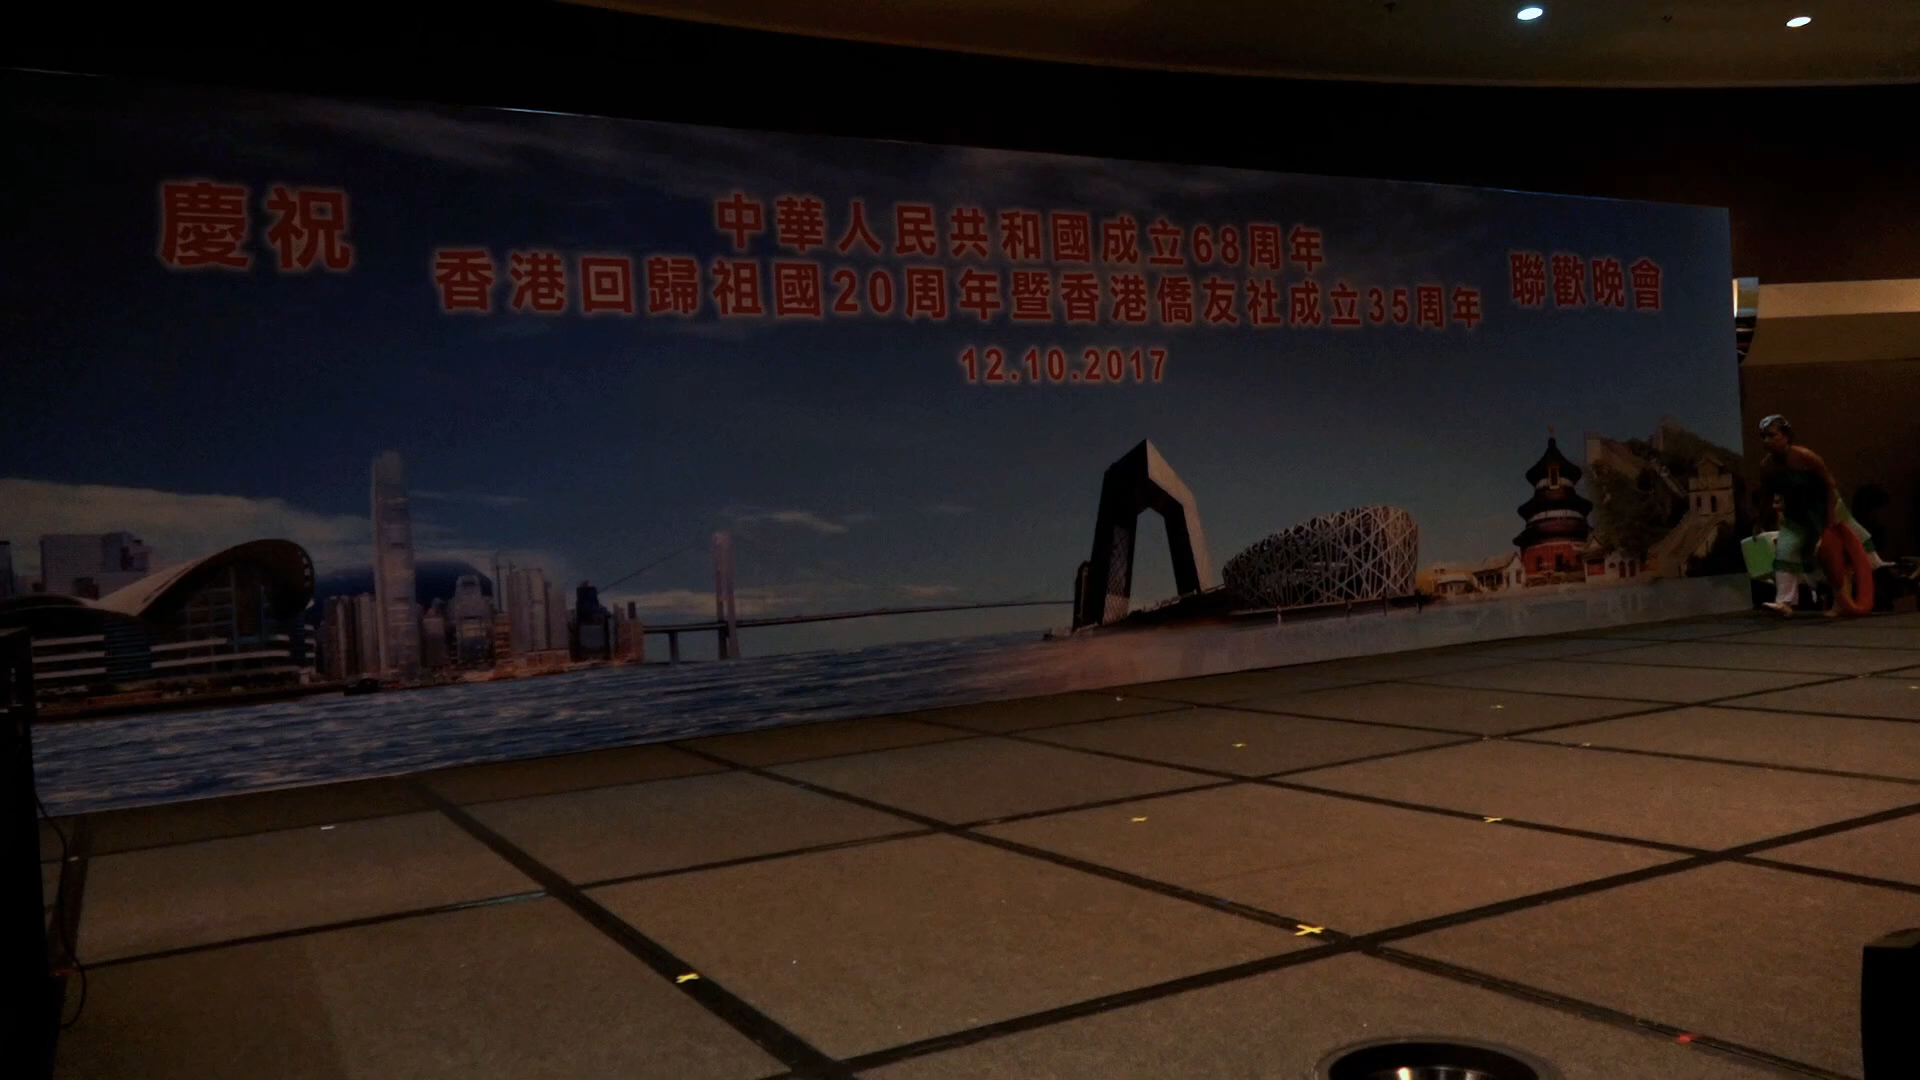 慶祝
中華人民共和國成立68周年
香港回歸祖國20周年暨香港僑友社成立35周年
聯歡晚會
12.10.2017